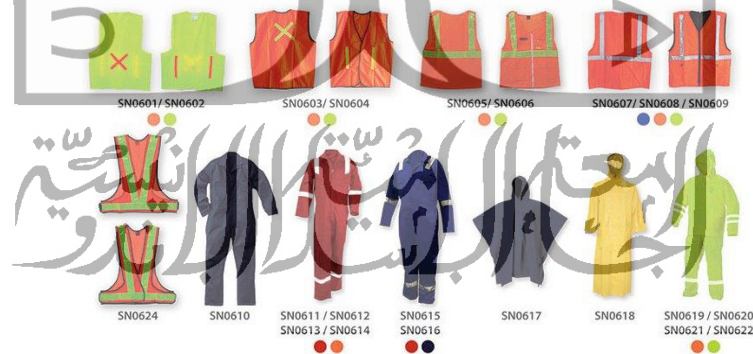 SN0601/ SN0602
SN0603/ SN0604
SN0605/ SN0606
SN0607/ SN0608 / SN0609
SN0624
SN0610
SN0611 / SN0612
SN0613 / SN0614
SN0615
SN0616
SN0617
SN0618
SN0619 / SN0620
SN0621 / SN0622